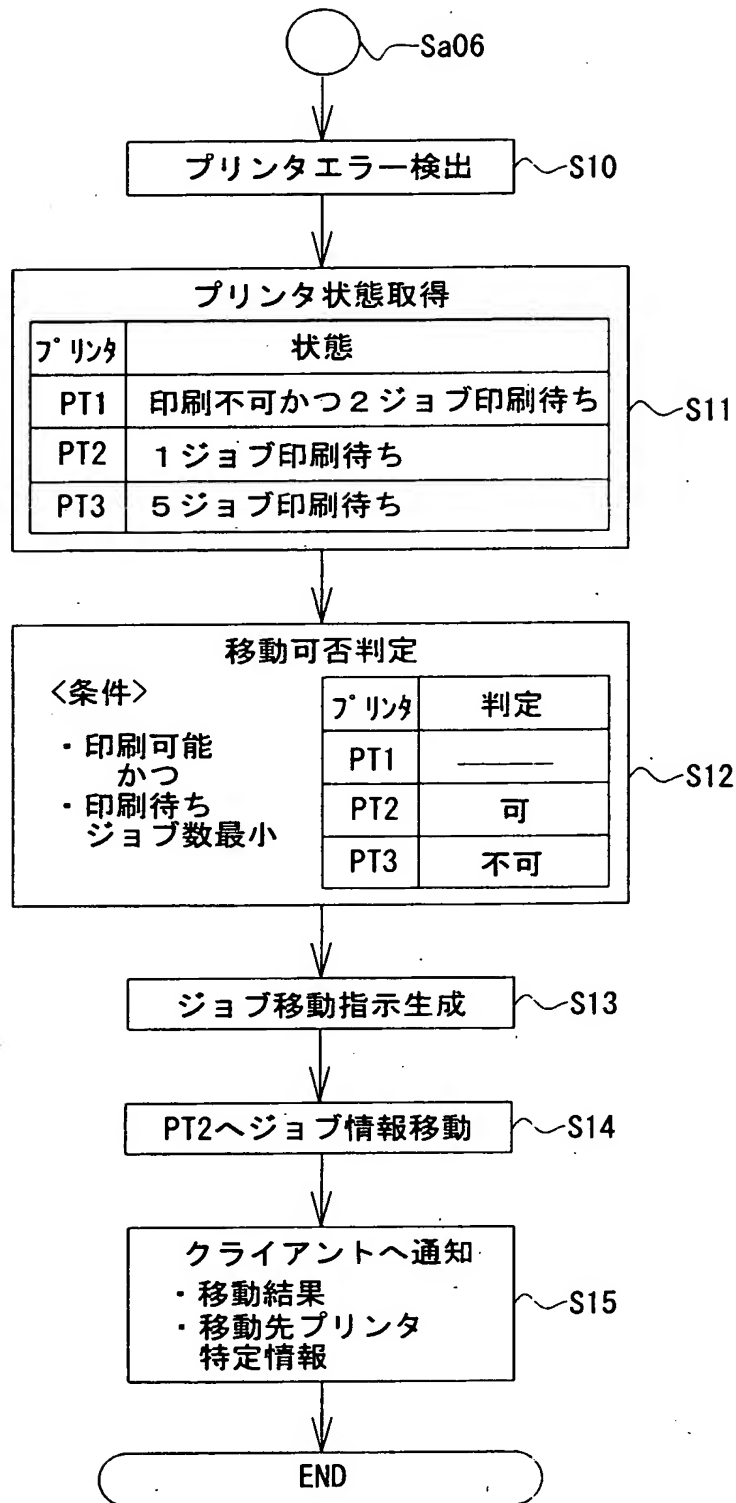 Sa06
プリンタエラー検出 S10
プリンタ状態取得
プリンタ 状態
PT1 印刷不可かつ２ジョブ印刷待ち
PT2 １ジョブ印刷待ち
PT3 ５ジョブ印刷待ち
S11
移動可否判定
<条件>
・印刷可能
かつ
・印刷待ち
ジョブ数最小
プリンタ 判定
PT1 ―
PT2 可
PT3 不可
S12
ジョブ移動指示生成 S13
PT2へジョブ情報移動 S14
クライアントへ通知
・移動結果
・移動先プリンタ
特定情報
S15
END